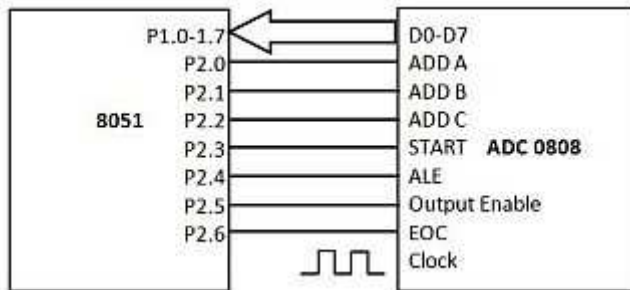 P1.0-1.7 D0-D7
P2.0 ADD A
P2.1 ADD B
8051 P2.2 ADD C
P2.3 START ADC 0808
P2.4 ALE
P2.5 Output Enable
P2.6 EOC
Clock